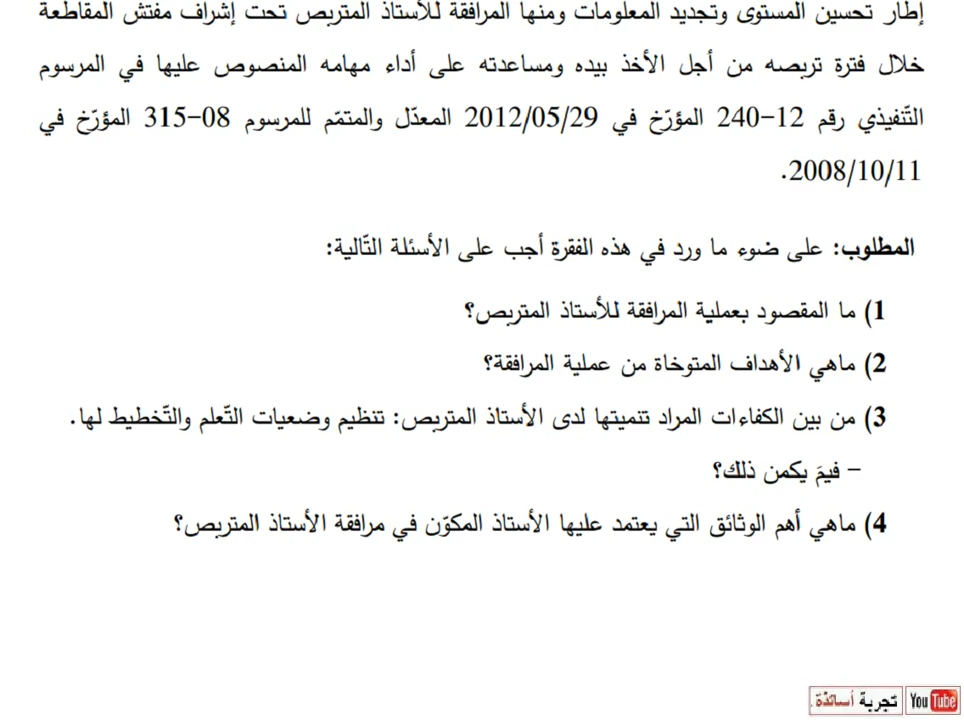 إطار تحسين المستوى وتجديد المعلومات ومنها المرافقة للأستاذ المتربص تحت إشراف مفتش المقاطعة
خلال فترة تربصه من أجل الأخذ بيده ومساعدته على أداء مهامه المنصوص عليها في المرسوم
التّنفيذي رقم 12-240 المؤرّخ في 2012/05/29 المعدّل والمتمّم للمرسوم 08-315 المؤرّخ في
2008/10/11.
المطلوب: على ضوء ما ورد في هذه الفقرة أجب على الأسئلة التّالية:
1) ما المقصود بعملية المرافقة للأستاذ المتربص؟
2) ماهي الأهداف المتوخاة من عملية المرافقة؟
3) من بين الكفاءات المراد تنميتها لدى الأستاذ المتربص: تنظيم وضعيات التّعلم والتّخطيط لها.
- فيمَ يكمن ذلك؟
4) ماهي أهم الوثائق التي يعتمد عليها الأستاذ المكوّن في مرافقة الأستاذ المتربص؟
تجربة أساتذة. YouTube